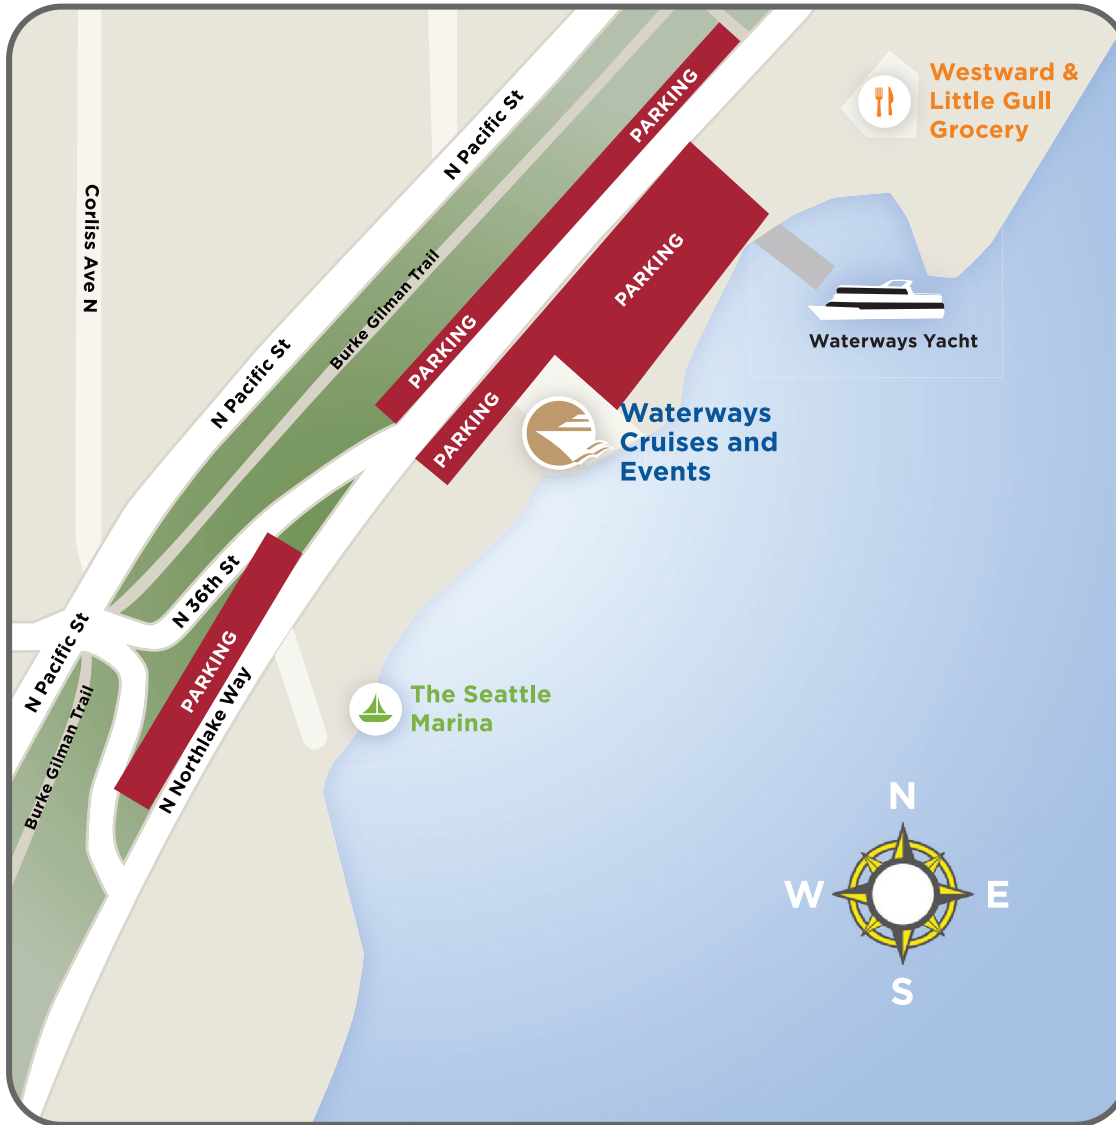 Westward &
Little Gull
Grocery
N Pacific St
PARKING
Corliss Ave N
Burke Gilman Trail
PARKING
Waterways Yacht
N Pacific St
PARKING
PARKING
Waterways
Cruises and
Events
N 36th St
N Pacific St
PARKING
N Northlake Way
Burke Gilman Trail
The Seattle
Marina
N
W
E
S